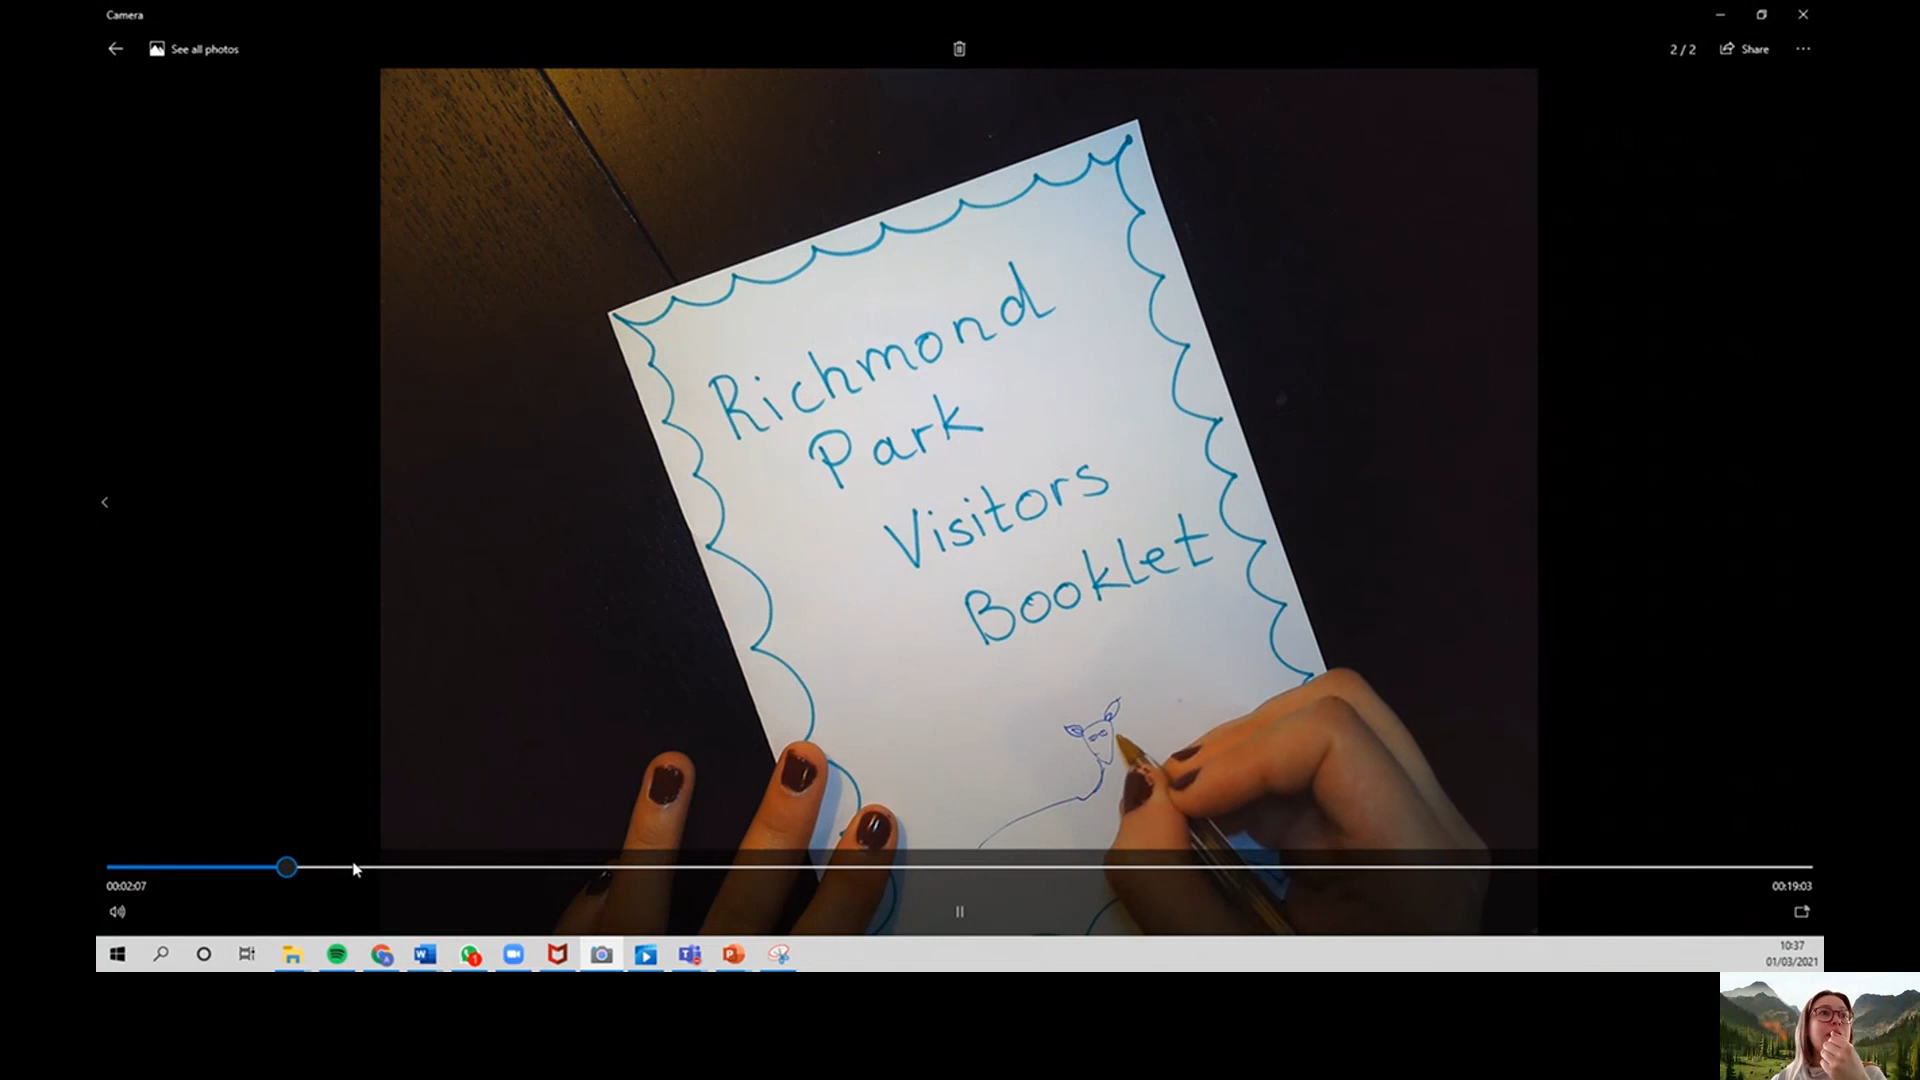 Camera
See all photos
2 / 2
Share
Richmond
Park
Visitors
Booklet
00:02:07
00:19:03
10:37
01/03/2021